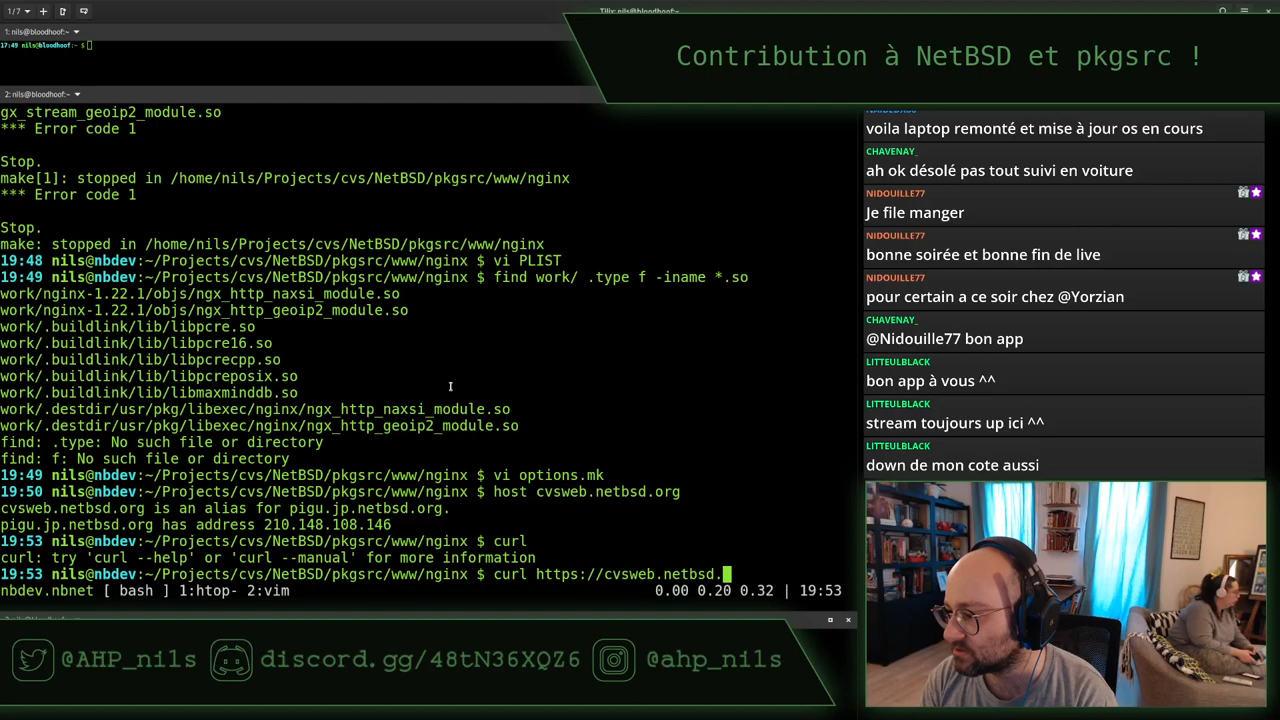 1/7
Tilix: nils@bloodhoof:~
1: nils@bloodhoof:~
17:49 nils@bloodhoof:~ $
2: nils@bloodhoof:~
Contribution à NetBSD et pkgsrc !
gx_stream_geoip2_module.so
*** Error code 1
Stop.
make[1]: stopped in /home/nils/Projects/cvs/NetBSD/pkgsrc/www/nginx
*** Error code 1
Stop.
make: stopped in /home/nils/Projects/cvs/NetBSD/pkgsrc/www/nginx
19:48 nils@nbdev:~/Projects/cvs/NetBSD/pkgsrc/www/nginx $ vi PLIST
19:49 nils@nbdev:~/Projects/cvs/NetBSD/pkgsrc/www/nginx $ find work/ .type f -iname *.so
work/nginx-1.22.1/objs/ngx_http_naxsi_module.so
work/nginx-1.22.1/objs/ngx_http_geoip2_module.so
work/.buildlink/lib/libpcre.so
work/.buildlink/lib/libpcre16.so
work/.buildlink/lib/libpcrecpp.so
work/.buildlink/lib/libpcreposix.so
work/.buildlink/lib/libmaxminddb.so
work/.destdir/usr/pkg/libexec/nginx/ngx_http_naxsi_module.so
work/.destdir/usr/pkg/libexec/nginx/ngx_http_geoip2_module.so
find: .type: No such file or directory
find: f: No such file or directory
19:49 nils@nbdev:~/Projects/cvs/NetBSD/pkgsrc/www/nginx $ vi options.mk
19:50 nils@nbdev:~/Projects/cvs/NetBSD/pkgsrc/www/nginx $ host cvsweb.netbsd.org
cvsweb.netbsd.org is an alias for pigu.jp.netbsd.org.
pigu.jp.netbsd.org has address 210.148.108.146
19:53 nils@nbdev:~/Projects/cvs/NetBSD/pkgsrc/www/nginx $ curl
curl: try 'curl --help' or 'curl --manual' for more information
19:53 nils@nbdev:~/Projects/cvs/NetBSD/pkgsrc/www/nginx $ curl https://cvsweb.netbsd.
nbdev.nbnet [ bash ] 1:htop- 2:vim 0.00 0.20 0.32 | 19:53
voila laptop remonté et mise à jour os en cours
CHAVENAY_
ah ok désolé pas tout suivi en voiture
NIDOUILLE77
Je file manger
NIDOUILLE77
bonne soirée et bonne fin de live
NIDOUILLE77
pour certain a ce soir chez @Yorzian
CHAVENAY_
@Nidouille77 bon app
LITTEULBLACK
bon app à vous ^^
LITTEULBLACK
stream toujours up ici ^^
LITTEULBLACK
down de mon cote aussi
@AHP_nils
discord.gg/48tN36XQZ6
@ahp_nils